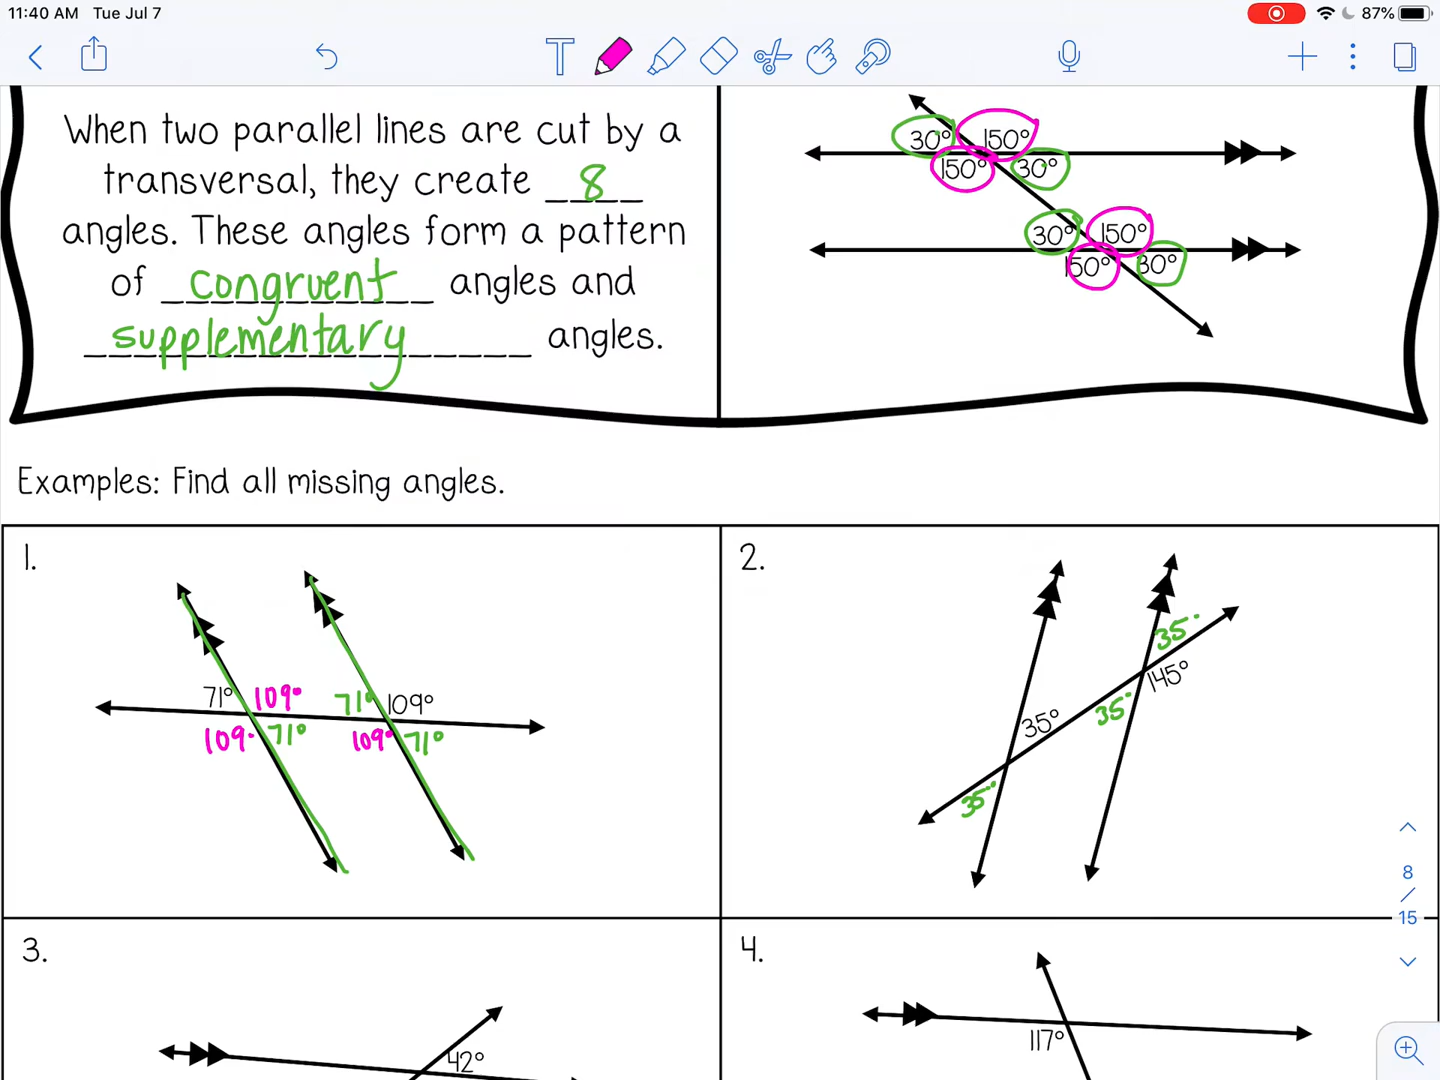 11:40 AM Tue Jul 7 87%
When two parallel lines are cut by a
transversal, they create 8
angles. These angles form a pattern
of congruent angles and
supplementary angles.
30° 150°
150° 30°
30° 150°
150° 30°
Examples: Find all missing angles.
1.
71° 109° 71° 109°
109° 71° 109° 71°
2.
35°
145°
35°
35°
35°
3.
42°
4.
117°
8
/
15